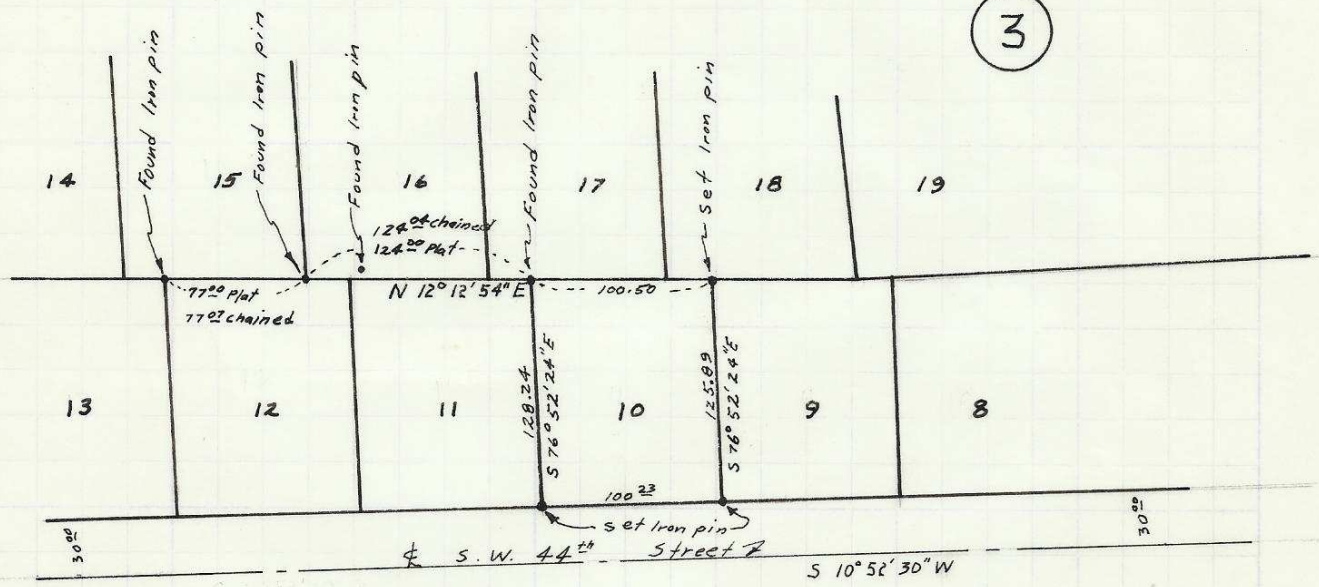 3
Found Iron pin
Found Iron pin
Found Iron pin
Found Iron pin
Set Iron pin
14
15
16
17
18
19
124 04 chained
124 00 Plat
77 00 Plat
77 07 chained
N 12° 12' 54" E
100.50
13
12
11
128.24
S 76° 52' 24" E
10
125.89
S 76° 52' 24" E
9
8
100 23
set Iron pin
30 00
℄ S. W. 44th Street
S 10° 52' 30" W
30 00